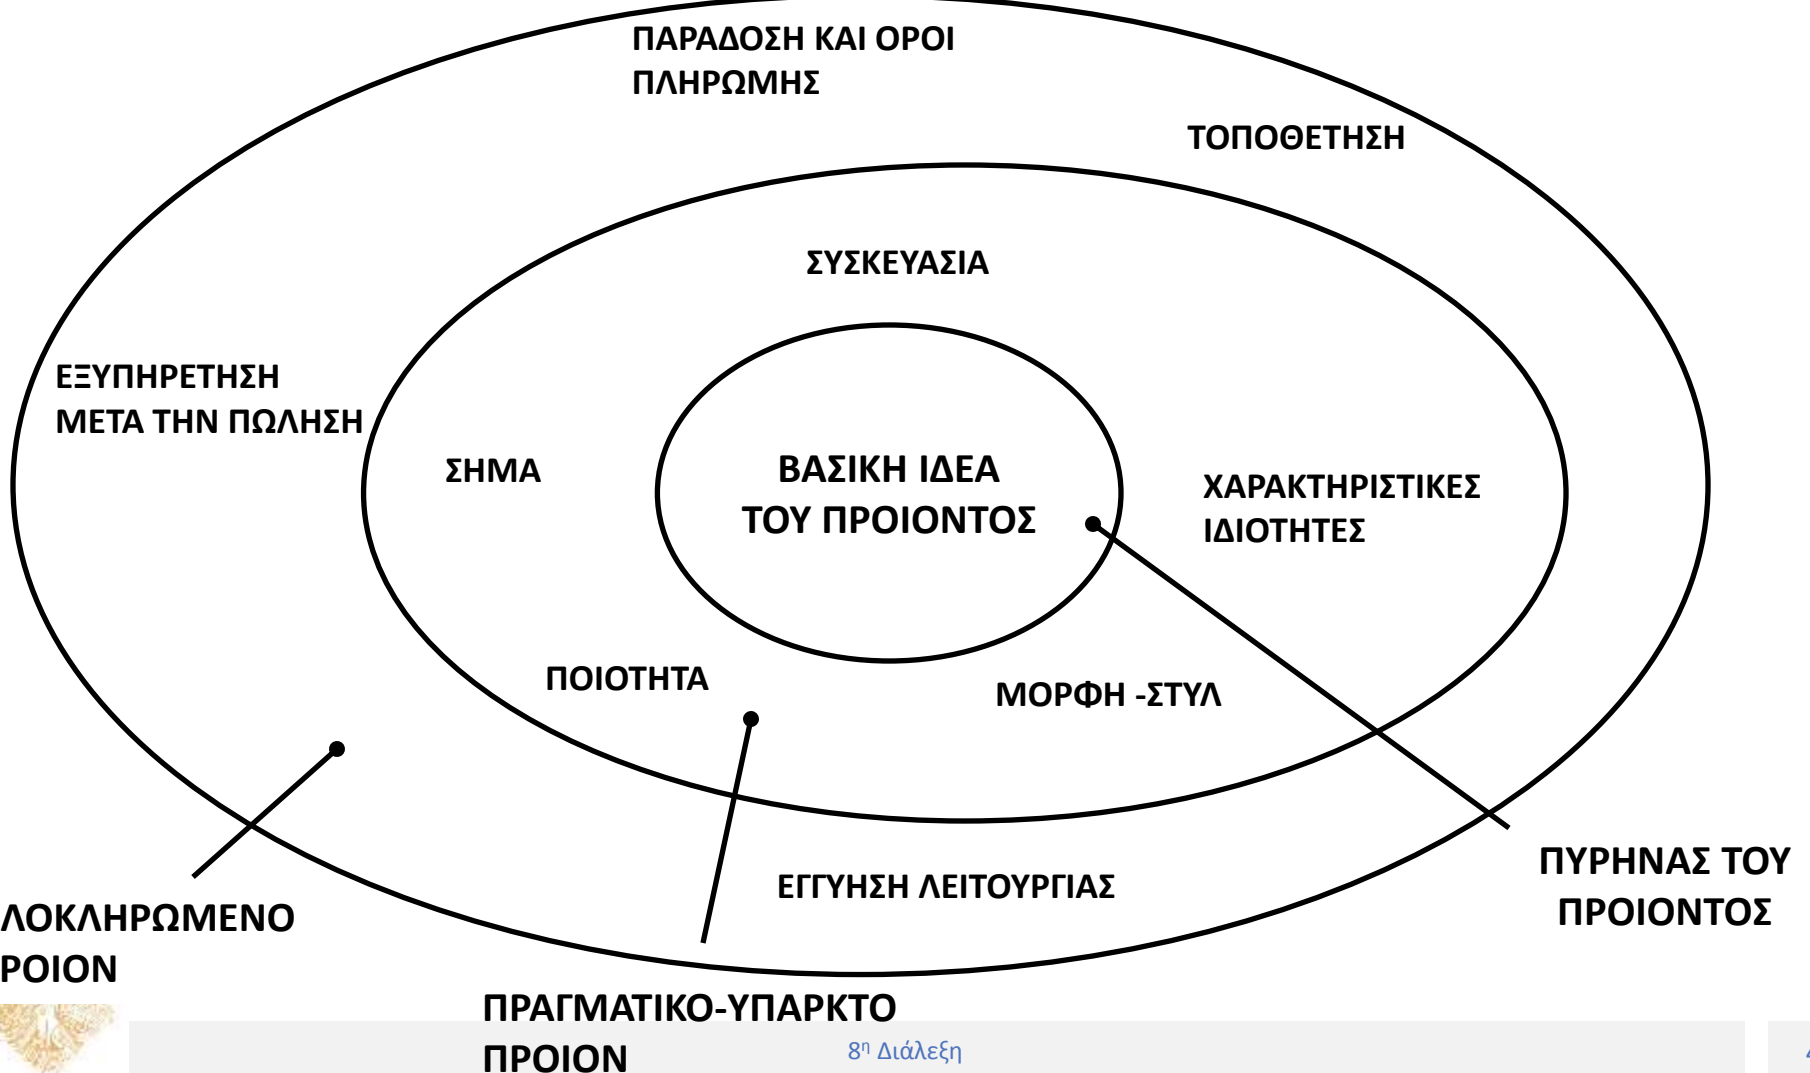 ΠΑΡΑΔΟΣΗ ΚΑΙ ΟΡΟΙ
ΠΛΗΡΩΜΗΣ
ΤΟΠΟΘΕΤΗΣΗ
ΣΥΣΚΕΥΑΣΙΑ
ΕΞΥΠΗΡΕΤΗΣΗ
ΜΕΤΑ ΤΗΝ ΠΩΛΗΣΗ
ΣΗΜΑ
ΒΑΣΙΚΗ ΙΔΕΑ
ΤΟΥ ΠΡΟΙΟΝΤΟΣ
ΧΑΡΑΚΤΗΡΙΣΤΙΚΕΣ
ΙΔΙΟΤΗΤΕΣ
ΠΟΙΟΤΗΤΑ
ΜΟΡΦΗ -ΣΤΥΛ
ΕΓΓΥΗΣΗ ΛΕΙΤΟΥΡΓΙΑΣ
ΠΥΡΗΝΑΣ ΤΟΥ
ΠΡΟΙΟΝΤΟΣ
ΛΟΚΛΗΡΩΜΕΝΟ
ΡΟΙΟΝ
ΠΡΑΓΜΑΤΙΚΟ-ΥΠΑΡΚΤΟ
ΠΡΟΙΟΝ
8η Διάλεξη